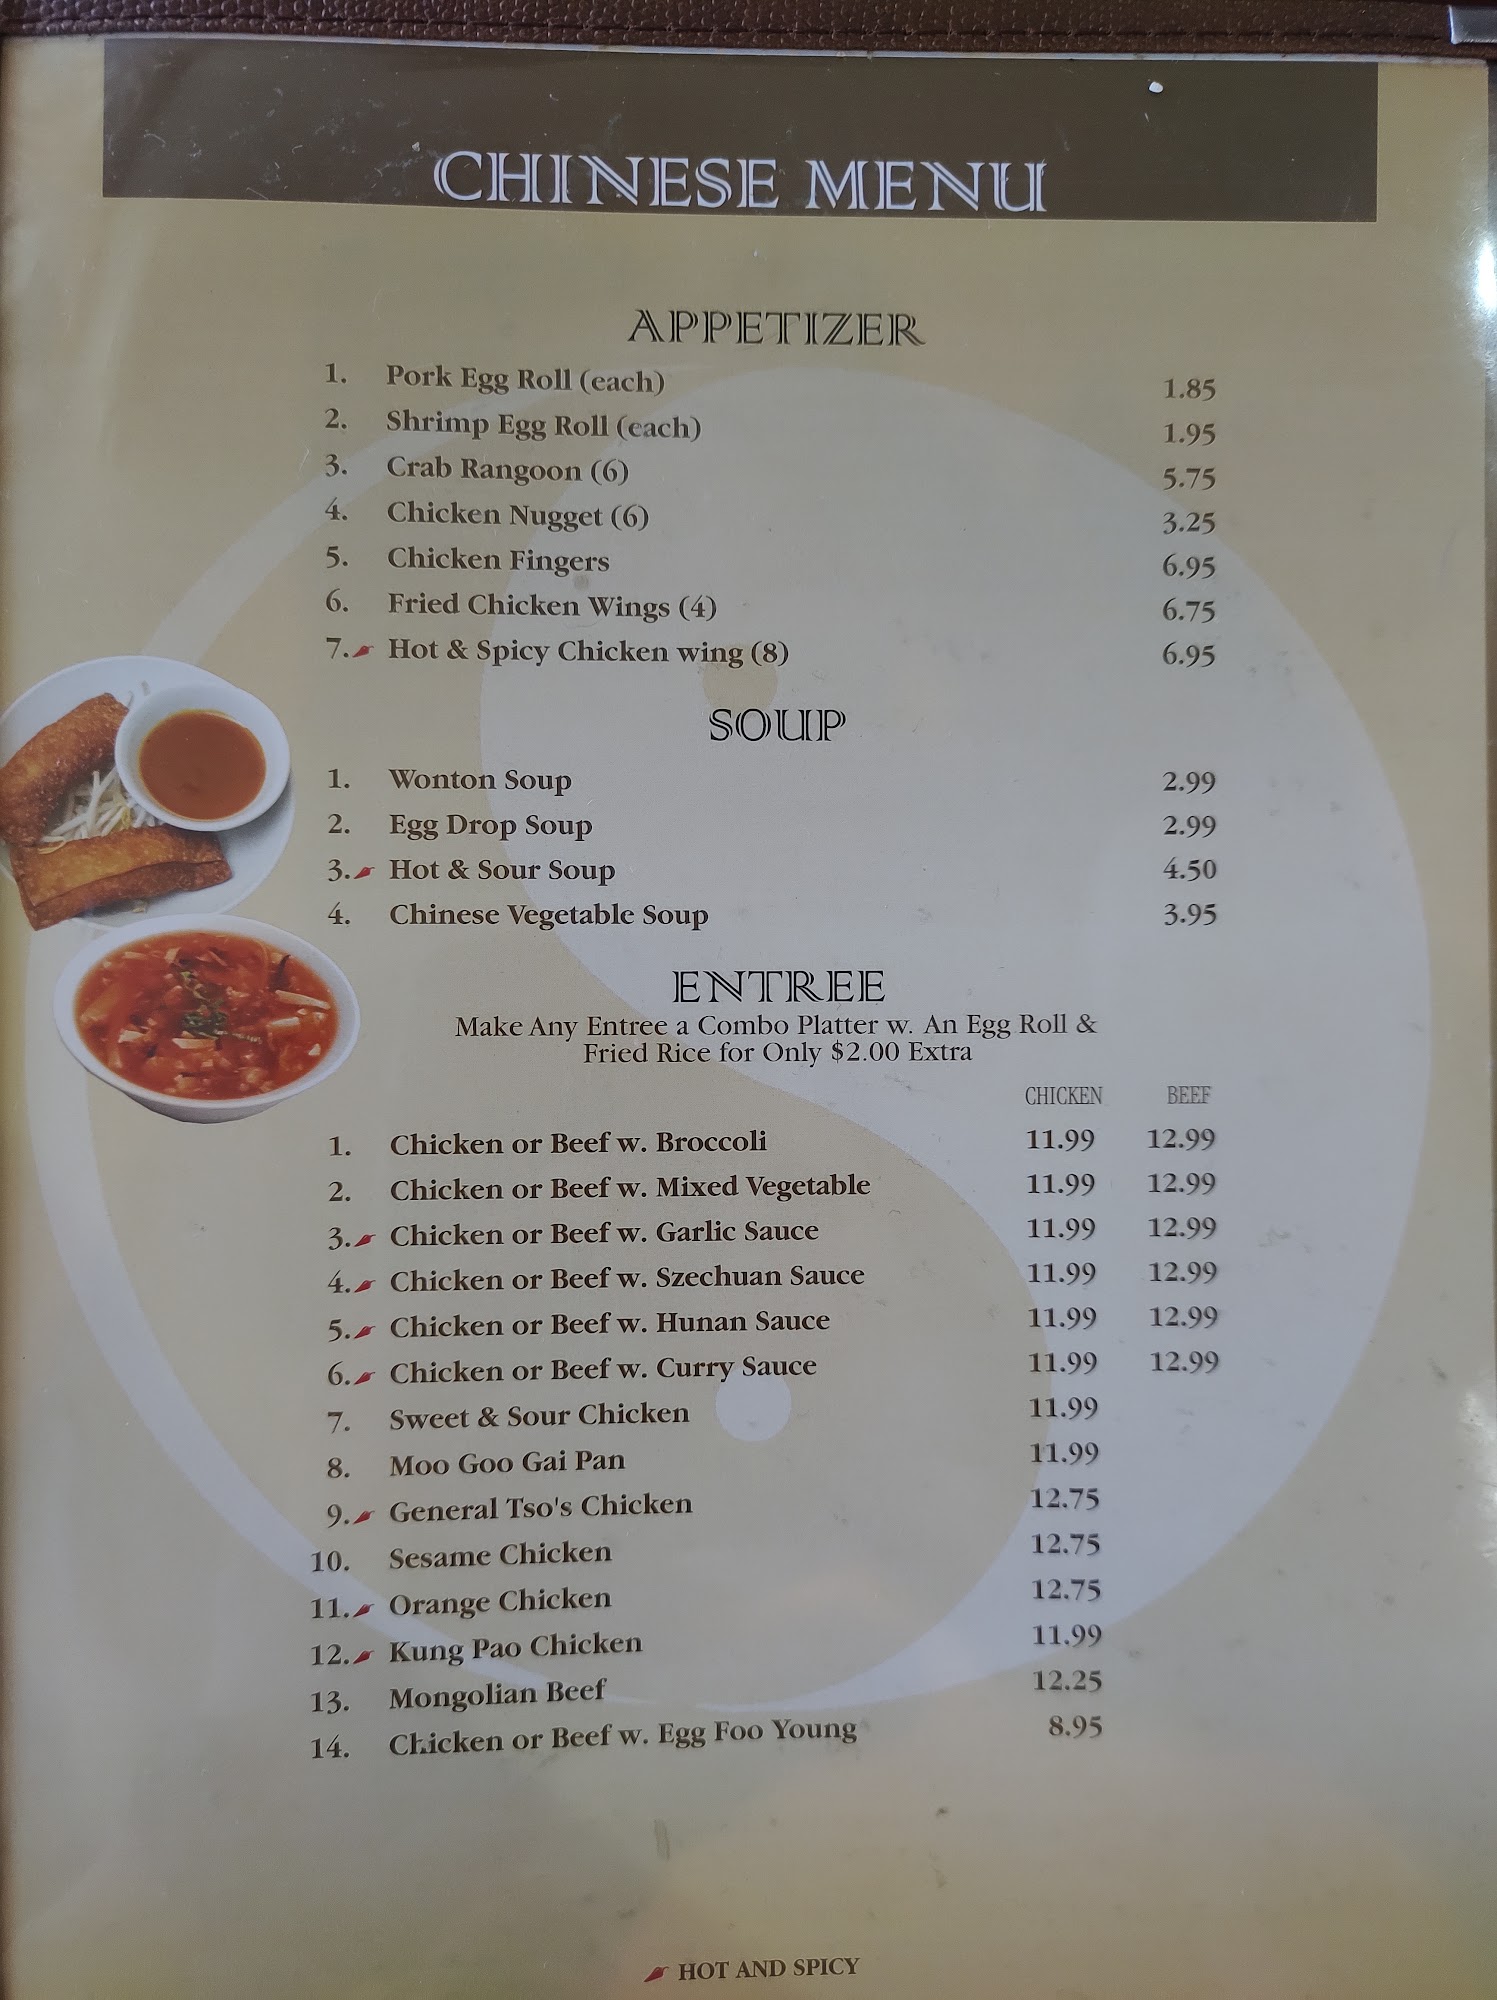 CHINESE MENU
APPETIZER
1. Pork Egg Roll (each) 1.85
2. Shrimp Egg Roll (each) 1.95
3. Crab Rangoon (6) 5.75
4. Chicken Nugget (6) 3.25
5. Chicken Fingers 6.95
6. Fried Chicken Wings (4) 6.75
7. Hot & Spicy Chicken wing (8) 6.95
SOUP
1. Wonton Soup 2.99
2. Egg Drop Soup 2.99
3. Hot & Sour Soup 4.50
4. Chinese Vegetable Soup 3.95
ENTREE
Make Any Entree a Combo Platter w. An Egg Roll &
Fried Rice for Only $2.00 Extra
CHICKEN BEEF
1. Chicken or Beef w. Broccoli 11.99 12.99
2. Chicken or Beef w. Mixed Vegetable 11.99 12.99
3. Chicken or Beef w. Garlic Sauce 11.99 12.99
4. Chicken or Beef w. Szechuan Sauce 11.99 12.99
5. Chicken or Beef w. Hunan Sauce 11.99 12.99
6. Chicken or Beef w. Curry Sauce 11.99 12.99
7. Sweet & Sour Chicken 11.99
8. Moo Goo Gai Pan 11.99
9. General Tso's Chicken 12.75
10. Sesame Chicken 12.75
11. Orange Chicken 12.75
12. Kung Pao Chicken 11.99
13. Mongolian Beef 12.25
14. Chicken or Beef w. Egg Foo Young 8.95
HOT AND SPICY